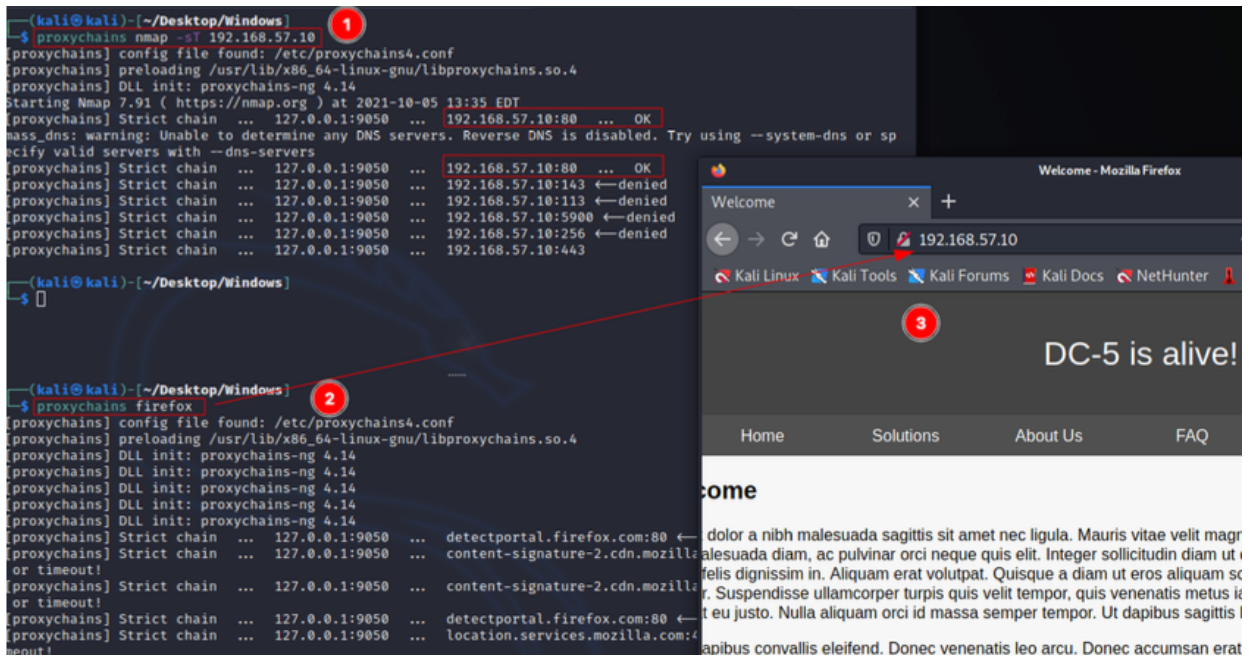 (kali㉿kali)-[~/Desktop/Windows]
$ proxychains nmap -sT 192.168.57.10
1
[proxychains] config file found: /etc/proxychains4.conf
[proxychains] preloading /usr/lib/x86_64-linux-gnu/libproxychains.so.4
[proxychains] DLL init: proxychains-ng 4.14
Starting Nmap 7.91 ( https://nmap.org ) at 2021-10-05 13:35 EDT
[proxychains] Strict chain ... 127.0.0.1:9050 ... 192.168.57.10:80 ... OK
mass_dns: warning: Unable to determine any DNS servers. Reverse DNS is disabled. Try using --system-dns or sp
ecify valid servers with --dns-servers
[proxychains] Strict chain ... 127.0.0.1:9050 ... 192.168.57.10:80 ... OK
[proxychains] Strict chain ... 127.0.0.1:9050 ... 192.168.57.10:143 ←—denied
[proxychains] Strict chain ... 127.0.0.1:9050 ... 192.168.57.10:113 ←—denied
[proxychains] Strict chain ... 127.0.0.1:9050 ... 192.168.57.10:5900 ←—denied
[proxychains] Strict chain ... 127.0.0.1:9050 ... 192.168.57.10:256 ←—denied
[proxychains] Strict chain ... 127.0.0.1:9050 ... 192.168.57.10:443
(kali㉿kali)-[~/Desktop/Windows]
$
(kali㉿kali)-[~/Desktop/Windows]
$ proxychains firefox
2
[proxychains] config file found: /etc/proxychains4.conf
[proxychains] preloading /usr/lib/x86_64-linux-gnu/libproxychains.so.4
[proxychains] DLL init: proxychains-ng 4.14
[proxychains] DLL init: proxychains-ng 4.14
[proxychains] DLL init: proxychains-ng 4.14
[proxychains] DLL init: proxychains-ng 4.14
[proxychains] DLL init: proxychains-ng 4.14
[proxychains] Strict chain ... 127.0.0.1:9050 ... detectportal.firefox.com:80 ←—
[proxychains] Strict chain ... 127.0.0.1:9050 ... content-signature-2.cdn.mozilla
or timeout!
[proxychains] Strict chain ... 127.0.0.1:9050 ... content-signature-2.cdn.mozilla
or timeout!
[proxychains] Strict chain ... 127.0.0.1:9050 ... detectportal.firefox.com:80 ←—
[proxychains] Strict chain ... 127.0.0.1:9050 ... location.services.mozilla.com:4
meout!
Welcome - Mozilla Firefox
Welcome × +
192.168.57.10
Kali Linux Kali Tools Kali Forums Kali Docs NetHunter
3
DC-5 is alive!
Home Solutions About Us FAQ
come
dolor a nibh malesuada sagittis sit amet nec ligula. Mauris vitae velit magn
alesuada diam, ac pulvinar orci neque quis elit. Integer sollicitudin diam ut
felis dignissim in. Aliquam erat volutpat. Quisque a diam ut eros aliquam sc
r. Suspendisse ullamcorper turpis quis velit tempor, quis venenatis metus ia
t eu justo. Nulla aliquam orci id massa semper tempor. Ut dapibus sagittis
apibus convallis eleifend. Donec venenatis leo arcu. Donec accumsan erat